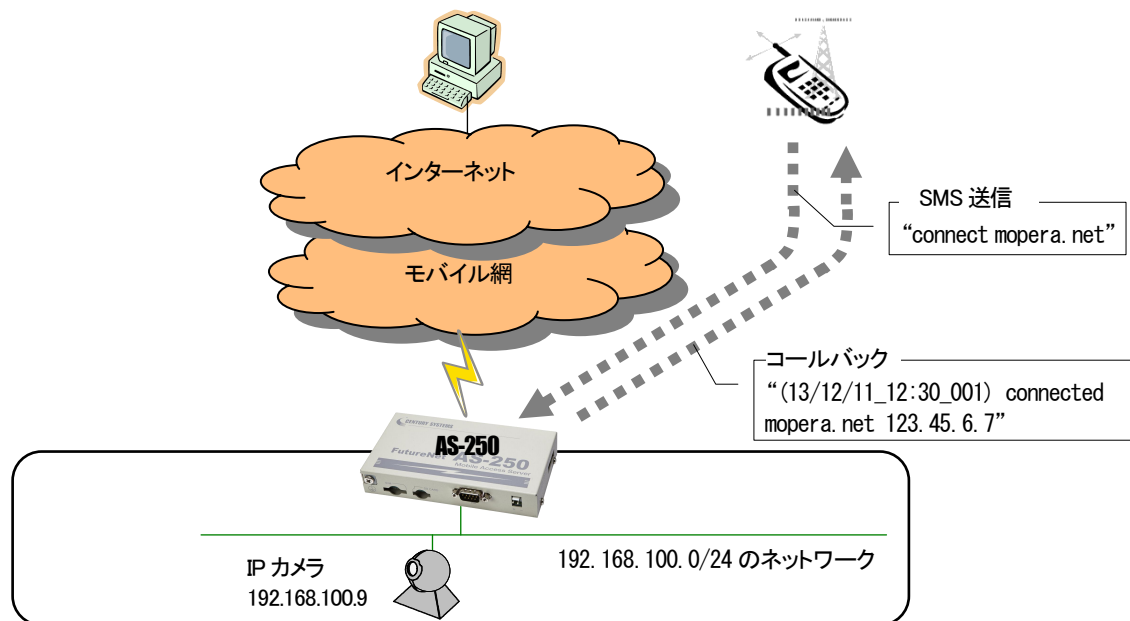 インターネット
モバイル網
SMS 送信
“connect mopera.net”
コールバック
“(13/12/11_12:30_001) connected
mopera.net 123.45.6.7”
CENTURY SYSTEMS
AS-250
FutureNet AS-250
Mobile Access Server
IP カメラ
192.168.100.9
192.168.100.0/24 のネットワーク